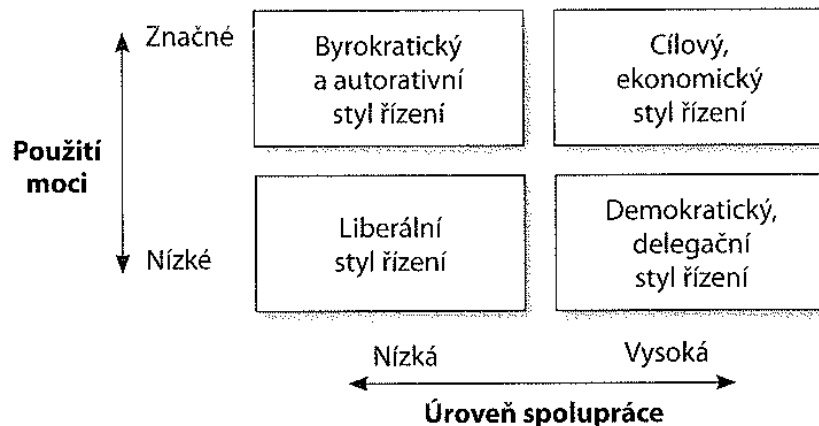 Značné
Byrokratický
a autorativní
styl řízení
Cílový,
ekonomický
styl řízení
Použití
moci
Nízké
Liberální
styl řízení
Demokratický,
delegační
styl řízení
Nízká
Vysoká
Úroveň spolupráce